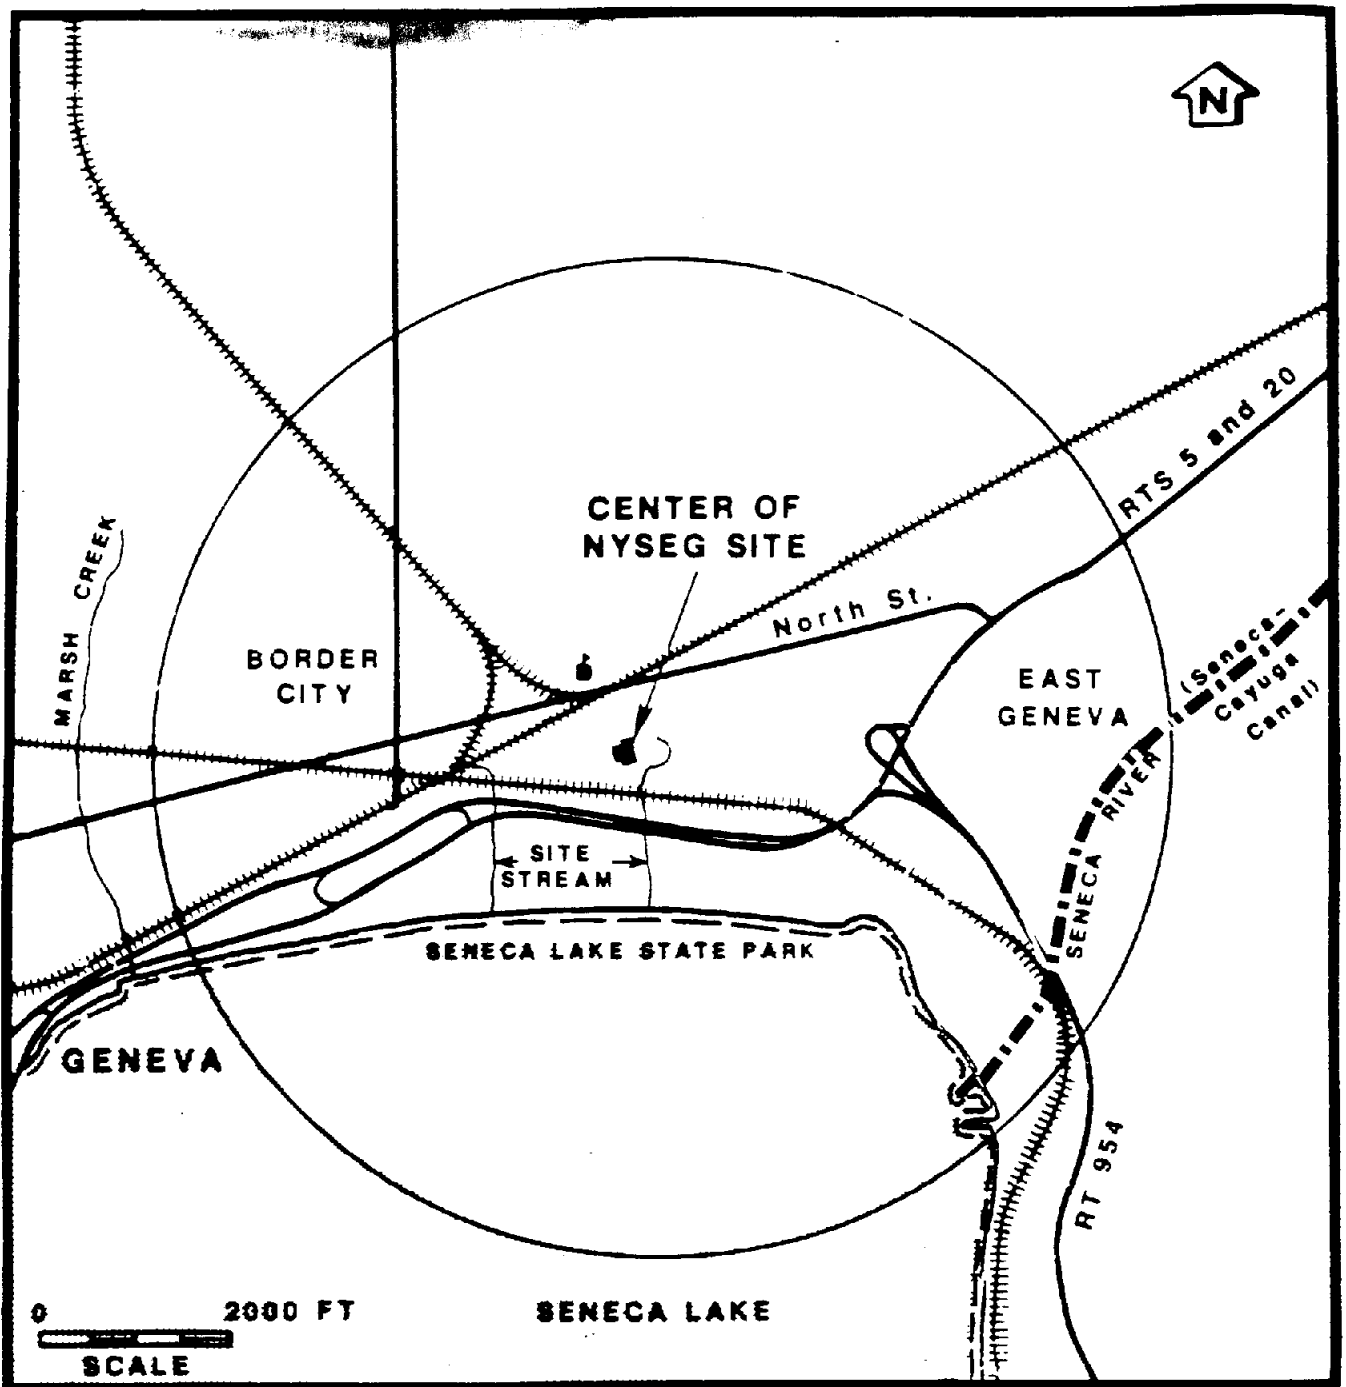 N
RTS 5 and 20
CENTER OF
NYSEG SITE
MARSH CREEK
North St.
BORDER
CITY
EAST
GENEVA
(Seneca-
Cayuga
Canal)
SENECA RIVER
SITE
STREAM
SENECA LAKE STATE PARK
GENEVA
RT 954
0 2000 FT
SCALE
SENECA LAKE